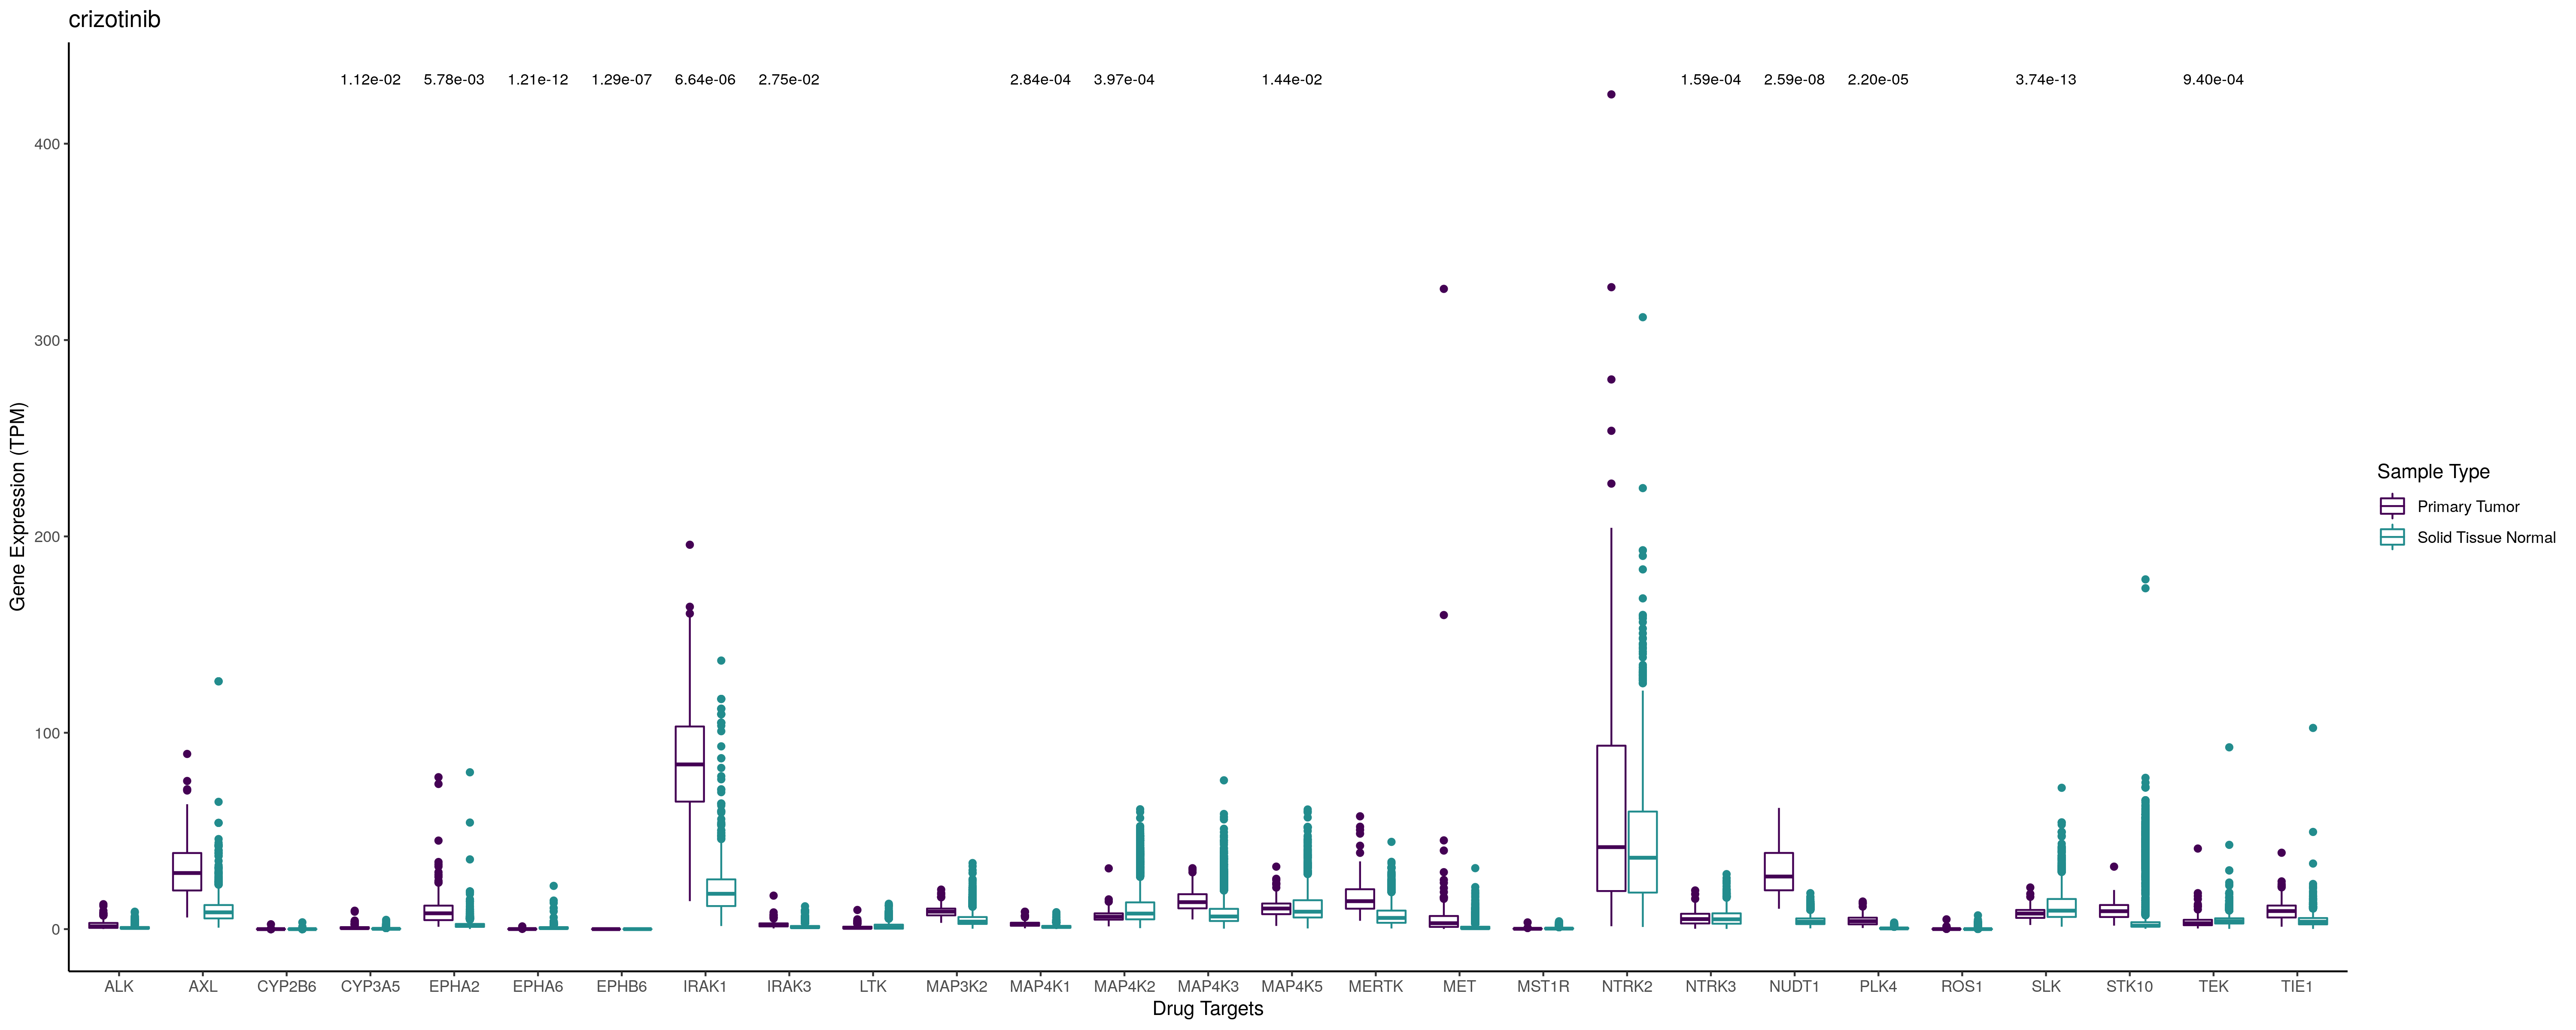 crizotinib
1.12e-02 5.78e-03 1.21e-12 1.29e-07 6.64e-06 2.75e-02 2.84e-04 3.97e-04 1.44e-02 1.59e-04 2.59e-08 2.20e-05 3.74e-13 9.40e-04
400
300
200
100
0
Gene Expression (TPM)
ALK AXL CYP2B6 CYP3A5 EPHA2 EPHA6 EPHB6 IRAK1 IRAK3 LTK MAP3K2 MAP4K1 MAP4K2 MAP4K3 MAP4K5 MERTK MET MST1R NTRK2 NTRK3 NUDT1 PLK4 ROS1 SLK STK10 TEK TIE1
Drug Targets
Sample Type
Primary Tumor
Solid Tissue Normal